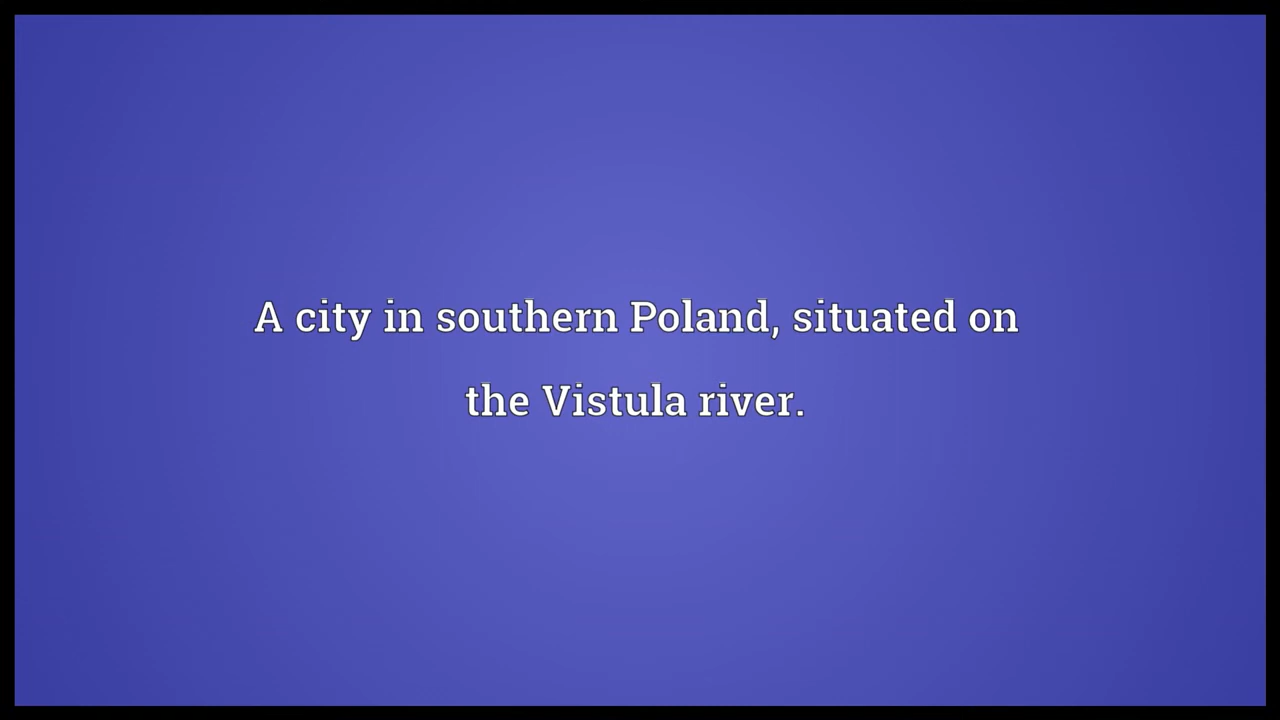 A city in southern Poland, situated on
the Vistula river.